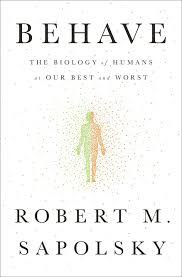 BEHAVE
THE BIOLOGY of HUMANS
at OUR BEST and WORST
ROBERT M.
SAPOLSKY